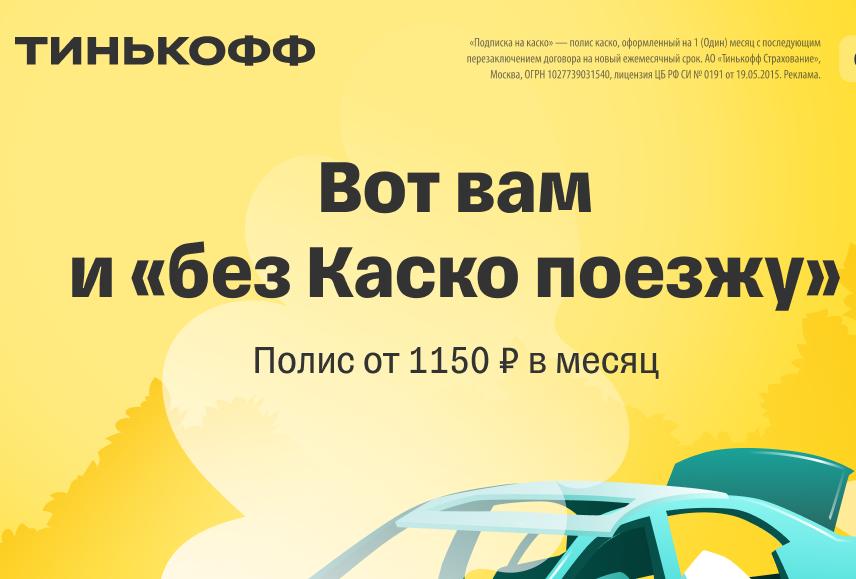 ТИНЬКОФФ
«Подписка на каско» — полис каско, оформленный на 1 (Один) месяц с последующим
перезаключением договора на новый ежемесячный срок. АО «Тинькофф Страхование»,
Москва, ОГРН 1027739031540, лицензия ЦБ РФ СИ № 0191 от 19.05.2015. Реклама.
Вот вам
и «без Каско поезжу»
Полис от 1150 ₽ в месяц